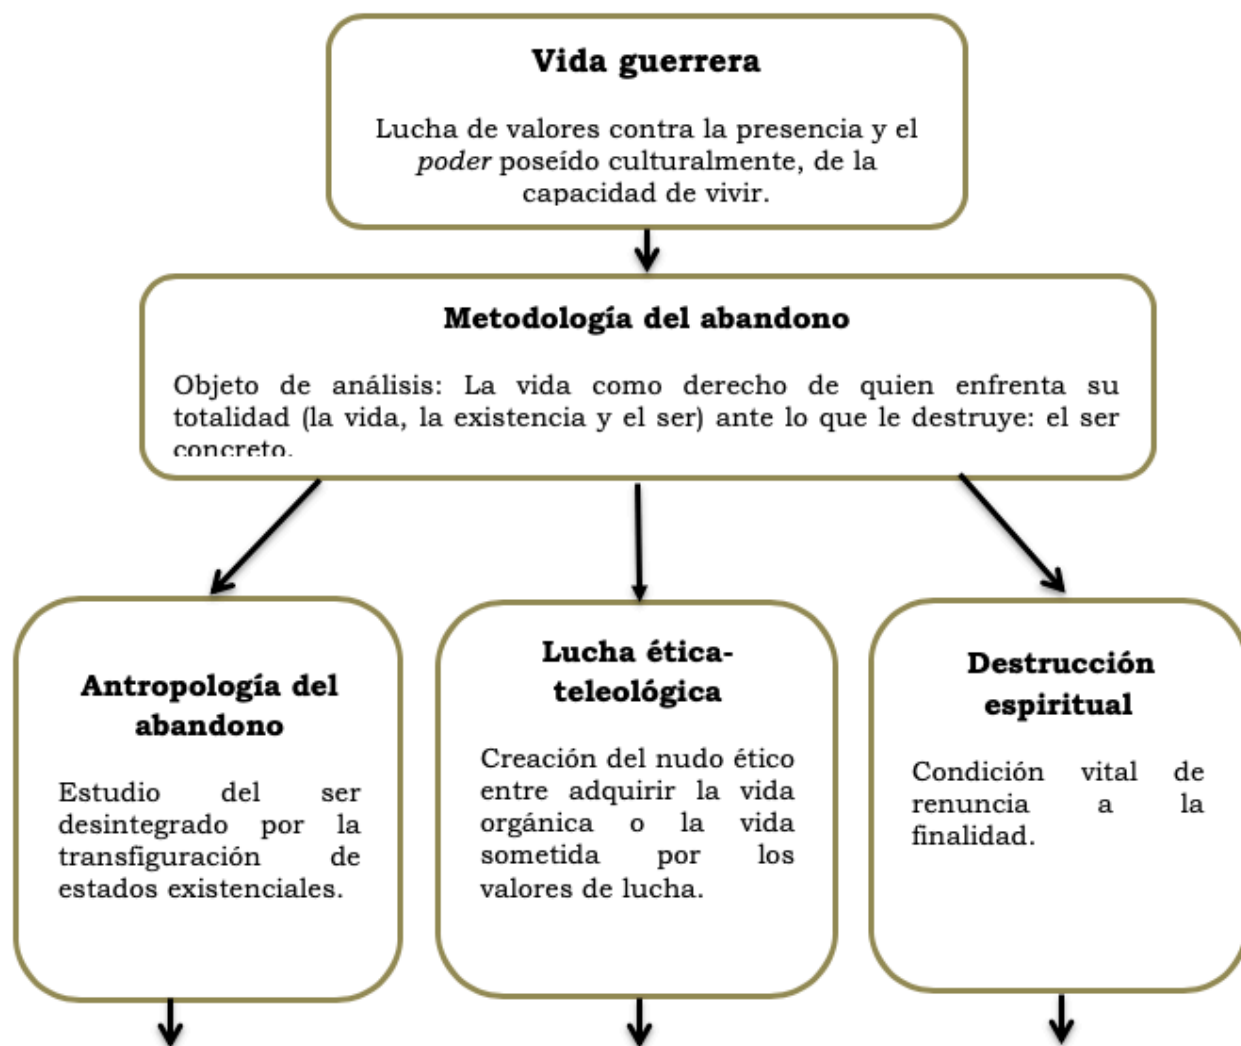 Vida guerrera
Lucha de valores contra la presencia y el
poder poseído culturalmente, de la
capacidad de vivir.
Metodología del abandono
Objeto de análisis: La vida como derecho de quien enfrenta su
totalidad (la vida, la existencia y el ser) ante lo que le destruye: el ser
concreto.
Antropología del
abandono
Estudio del ser
desintegrado por la
transfiguración de
estados existenciales.
Lucha ética-
teleológica
Creación del nudo ético
entre adquirir la vida
orgánica o la vida
sometida por los
valores de lucha.
Destrucción
espiritual
Condición vital de
renuncia a la
finalidad.